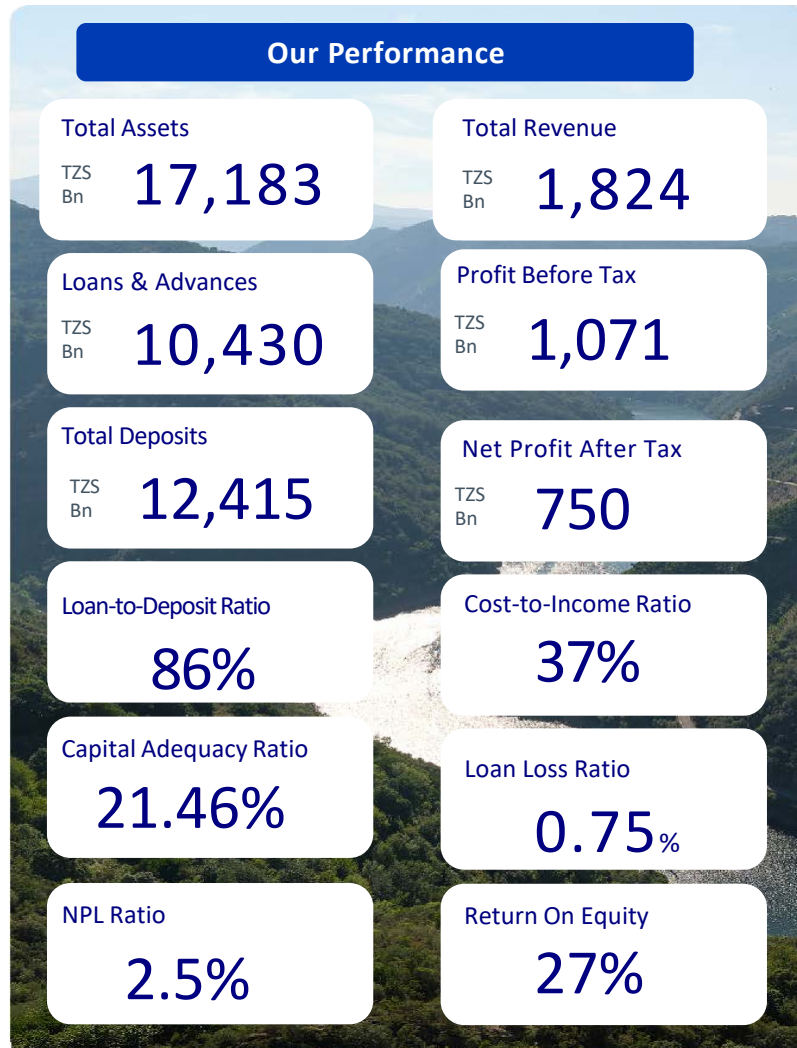 Our Performance
Total Assets
TZS
Bn
17,183
Total Revenue
TZS
Bn
1,824
Loans & Advances
TZS
Bn
10,430
Profit Before Tax
TZS
Bn
1,071
Total Deposits
TZS
Bn
12,415
Net Profit After Tax
TZS
Bn
750
Loan-to-Deposit Ratio
86%
Cost-to-Income Ratio
37%
Capital Adequacy Ratio
21.46%
Loan Loss Ratio
0.75%
NPL Ratio
2.5%
Return On Equity
27%